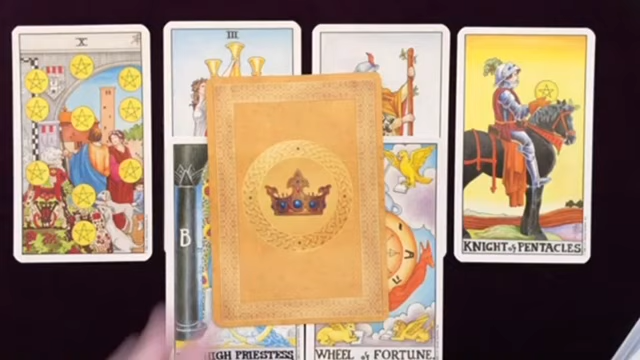 X
III
KNIGHT of PENTACLES.
B
IGH PRIESTESS
WHEEL of FORTUNE.